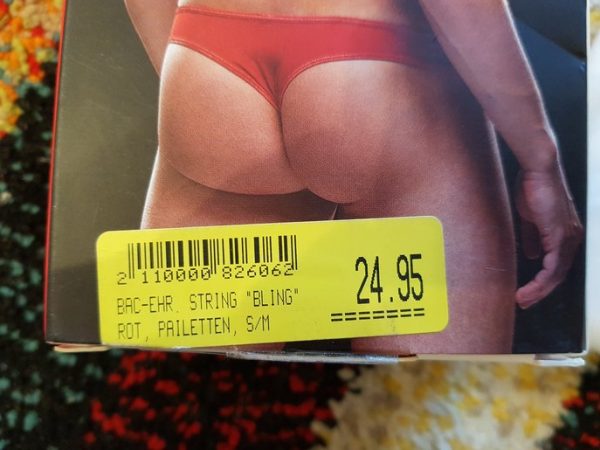 2 110000 826062
BAC-EHR. STRING "BLING"
24.95
ROT, PAILETTEN, S/M
=======